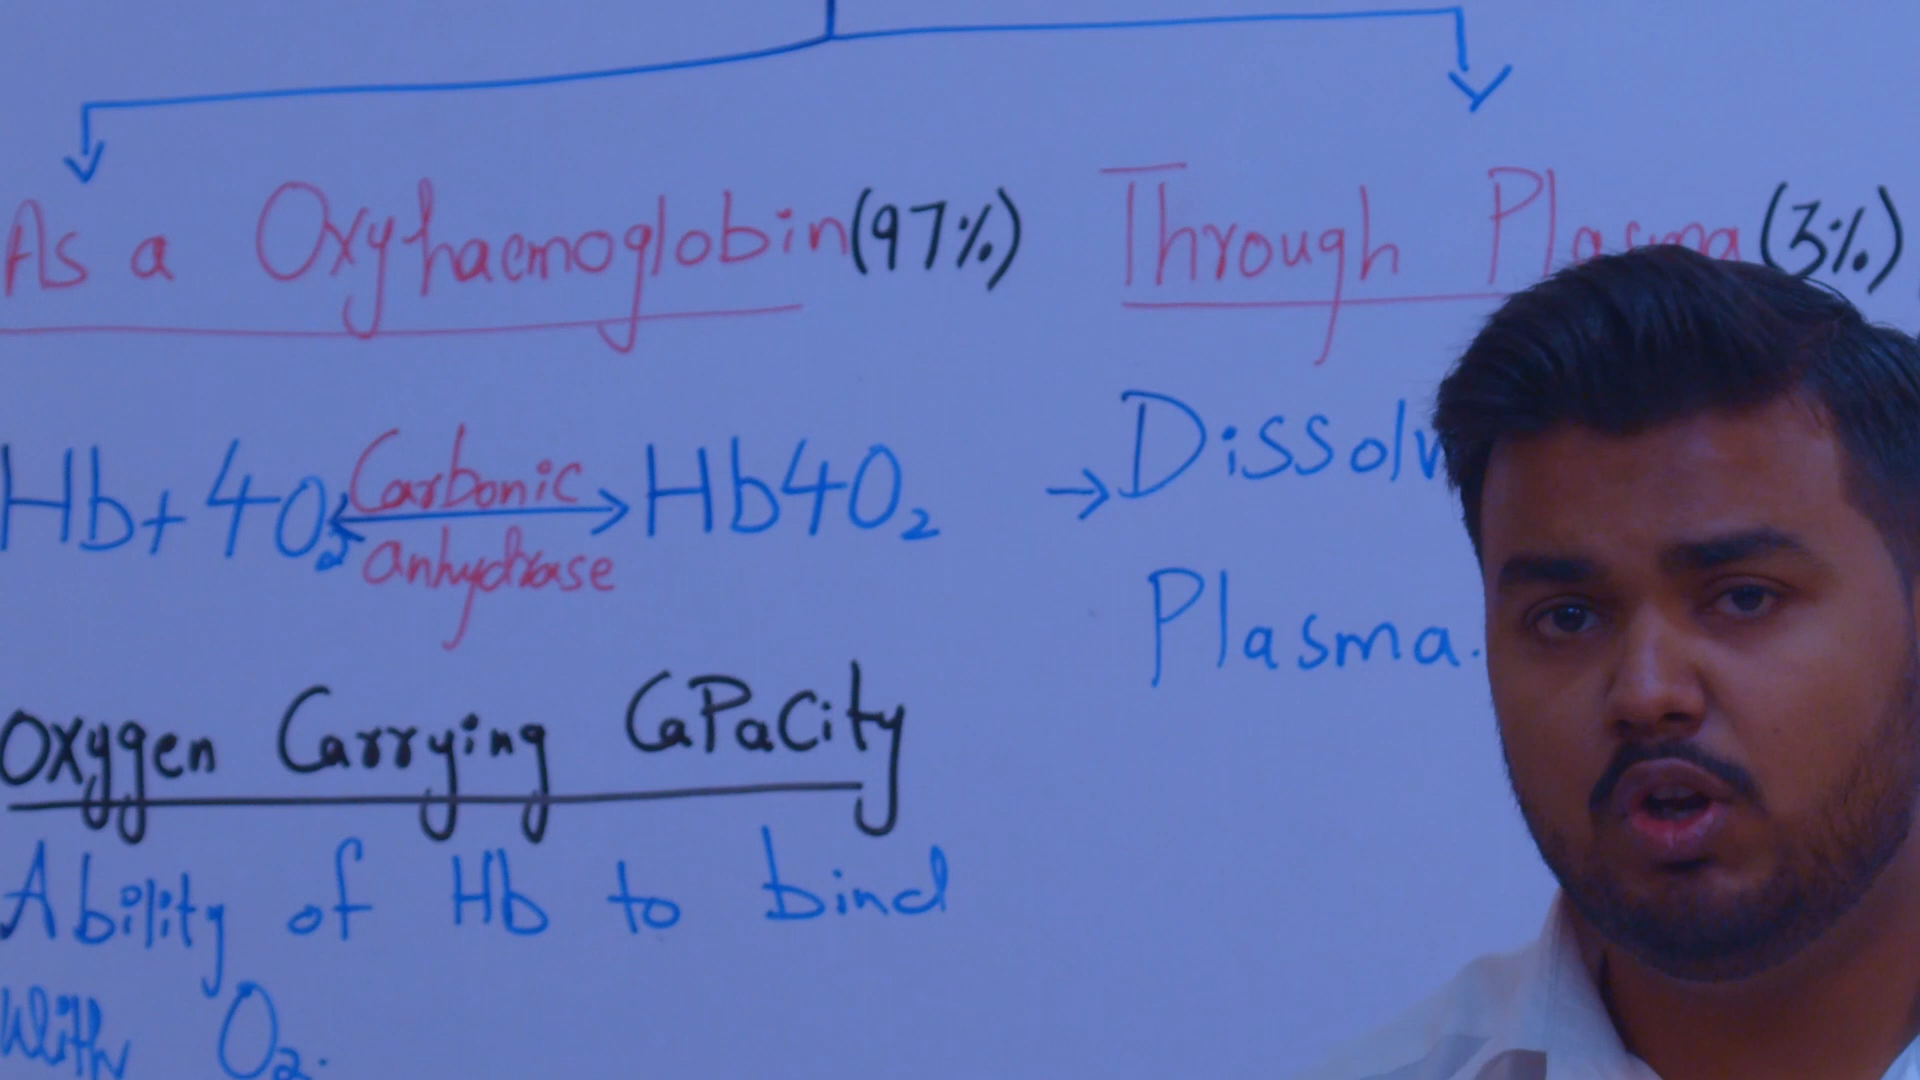 As a Oxyhaemoglobin (97%)
Through Plasma (3%)
Hb + 4O₂ Carbonic anhydrase Hb4O₂
→ Dissolv
Plasma.
Oxygen Carrying CaPaCity
Ability of Hb to bind
With O₂.